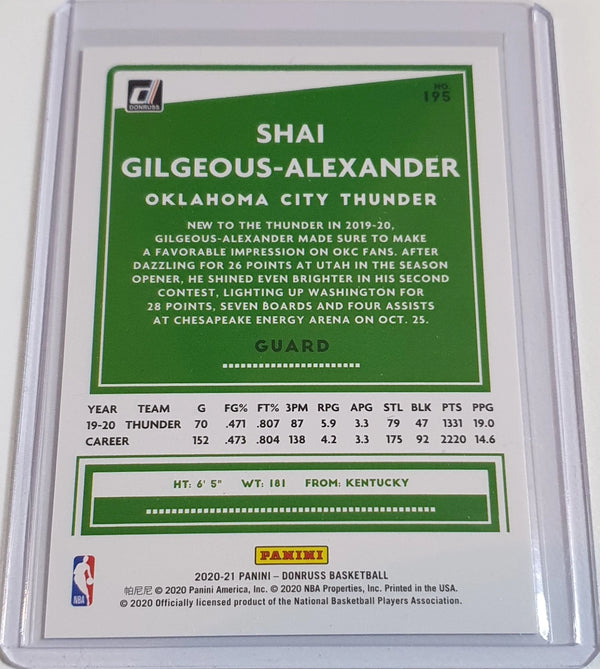 DONRUSS
NO.
195
SHAI
GILGEOUS-ALEXANDER
OKLAHOMA CITY THUNDER
NEW TO THE THUNDER IN 2019-20,
GILGEOUS-ALEXANDER MADE SURE TO MAKE
A FAVORABLE IMPRESSION ON OKC FANS. AFTER
DAZZLING FOR 26 POINTS AT UTAH IN THE SEASON
OPENER, HE SHINED EVEN BRIGHTER IN HIS SECOND
CONTEST, LIGHTING UP WASHINGTON FOR
28 POINTS, SEVEN BOARDS AND FOUR ASSISTS
AT CHESAPEAKE ENERGY ARENA ON OCT. 25.
GUARD
YEAR TEAM G FG% FT% 3PM RPG APG STL BLK PTS PPG
19-20 THUNDER 70 .471 .807 87 5.9 3.3 79 47 1331 19.0
CAREER 152 .473 .804 138 4.2 3.3 175 92 2220 14.6
HT: 6' 5" WT: 181 FROM: KENTUCKY
PANINI
2020-21 PANINI – DONRUSS BASKETBALL
帕尼尼 © 2020 Panini America, Inc. © 2020 NBA Properties, Inc. Printed in the USA.
© 2020 Officially licensed product of the National Basketball Players Association.
NBA